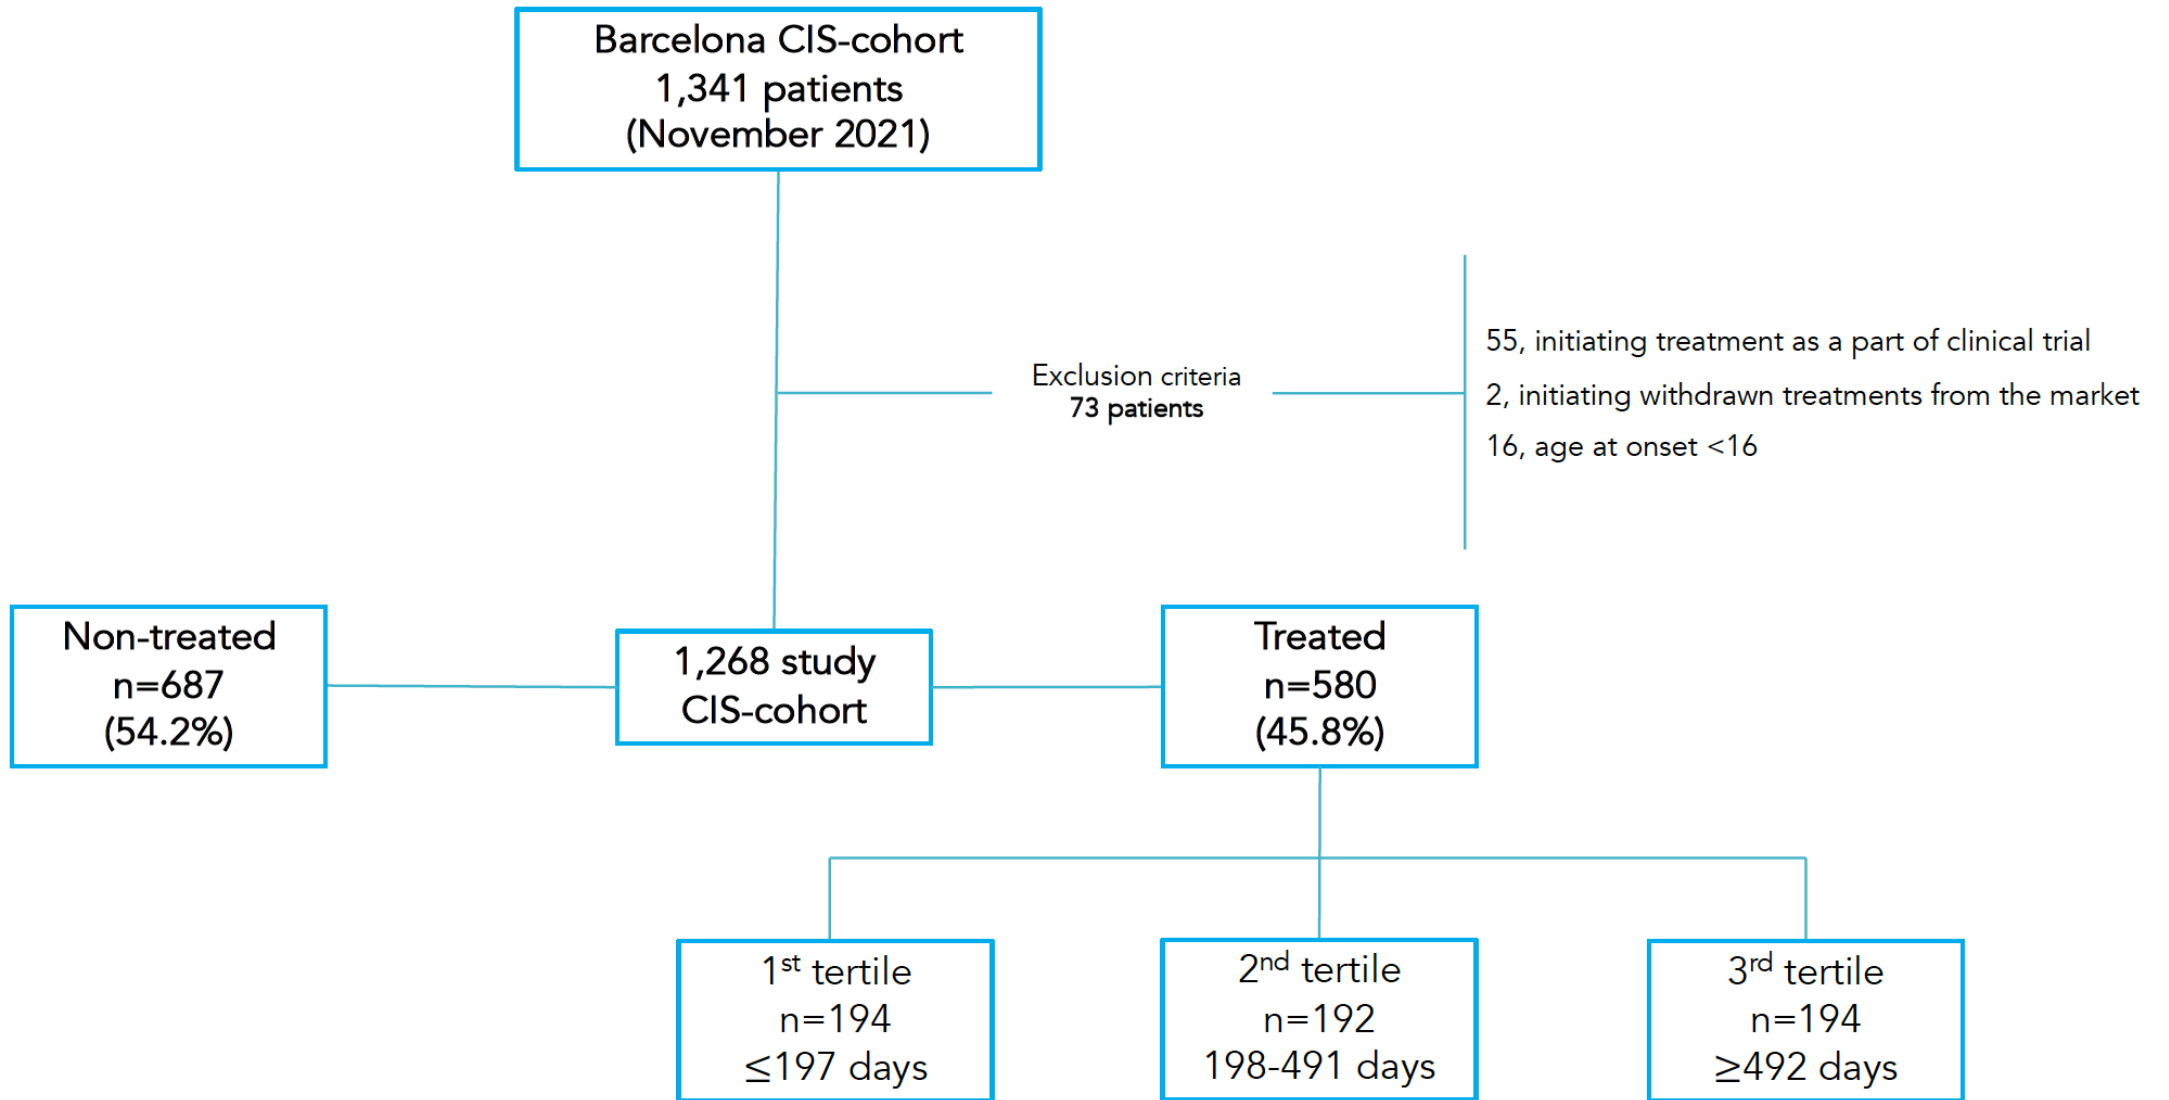 Barcelona CIS-cohort
1,341 patients
(November 2021)
Exclusion criteria
73 patients
55, initiating treatment as a part of clinical trial
2, initiating withdrawn treatments from the market
16, age at onset <16
Non-treated
n=687
(54.2%)
1,268 study
CIS-cohort
Treated
n=580
(45.8%)
1st tertile
n=194
≤197 days
2nd tertile
n=192
198-491 days
3rd tertile
n=194
≥492 days